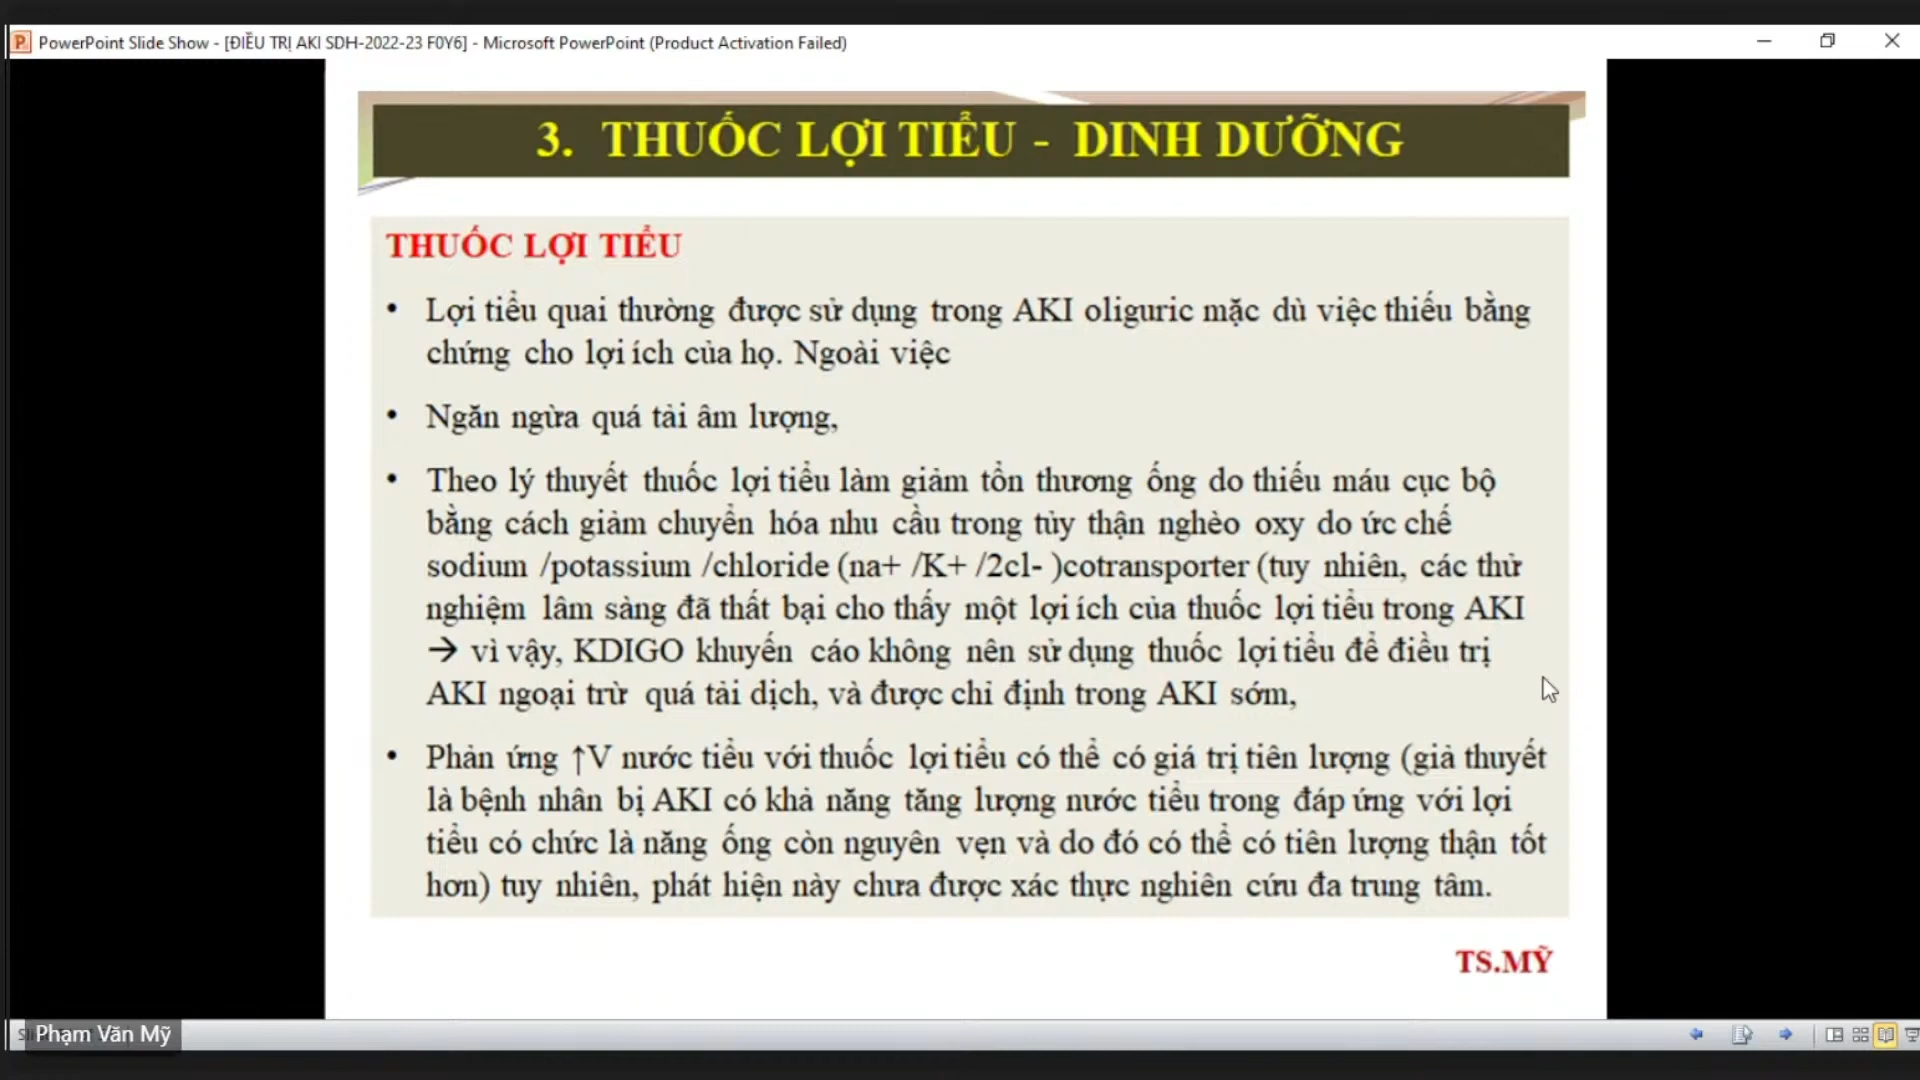 PowerPoint Slide Show - [ĐIỀU TRỊ AKI SDH-2022-23 F0Y6] - Microsoft PowerPoint (Product Activation Failed)
3. THUỐC LỢI TIỂU - DINH DƯỠNG
THUỐC LỢI TIỂU
• Lợi tiểu quai thường được sử dụng trong AKI oliguric mặc dù việc thiếu bằng
chứng cho lợi ích của họ. Ngoài việc
• Ngăn ngừa quá tải âm lượng,
• Theo lý thuyết thuốc lợi tiểu làm giảm tổn thương ống do thiếu máu cục bộ
bằng cách giảm chuyển hóa nhu cầu trong tủy thận nghèo oxy do ức chế
sodium /potassium /chloride (na+ /K+ /2cl- )cotransporter (tuy nhiên, các thử
nghiệm lâm sàng đã thất bại cho thấy một lợi ích của thuốc lợi tiểu trong AKI
→ vì vậy, KDIGO khuyến cáo không nên sử dụng thuốc lợi tiểu để điều trị
AKI ngoại trừ quá tải dịch, và được chỉ định trong AKI sớm,
• Phản ứng ↑V nước tiểu với thuốc lợi tiểu có thể có giá trị tiên lượng (giả thuyết
là bệnh nhân bị AKI có khả năng tăng lượng nước tiểu trong đáp ứng với lợi
tiểu có chức là năng ống còn nguyên vẹn và do đó có thể có tiên lượng thận tốt
hơn) tuy nhiên, phát hiện này chưa được xác thực nghiên cứu đa trung tâm.
TS.MỸ
Phạm Văn Mỹ